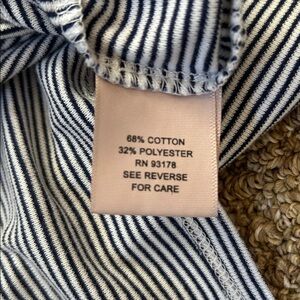 68% COTTON
32% POLYESTER
RN 93178
SEE REVERSE
FOR CARE